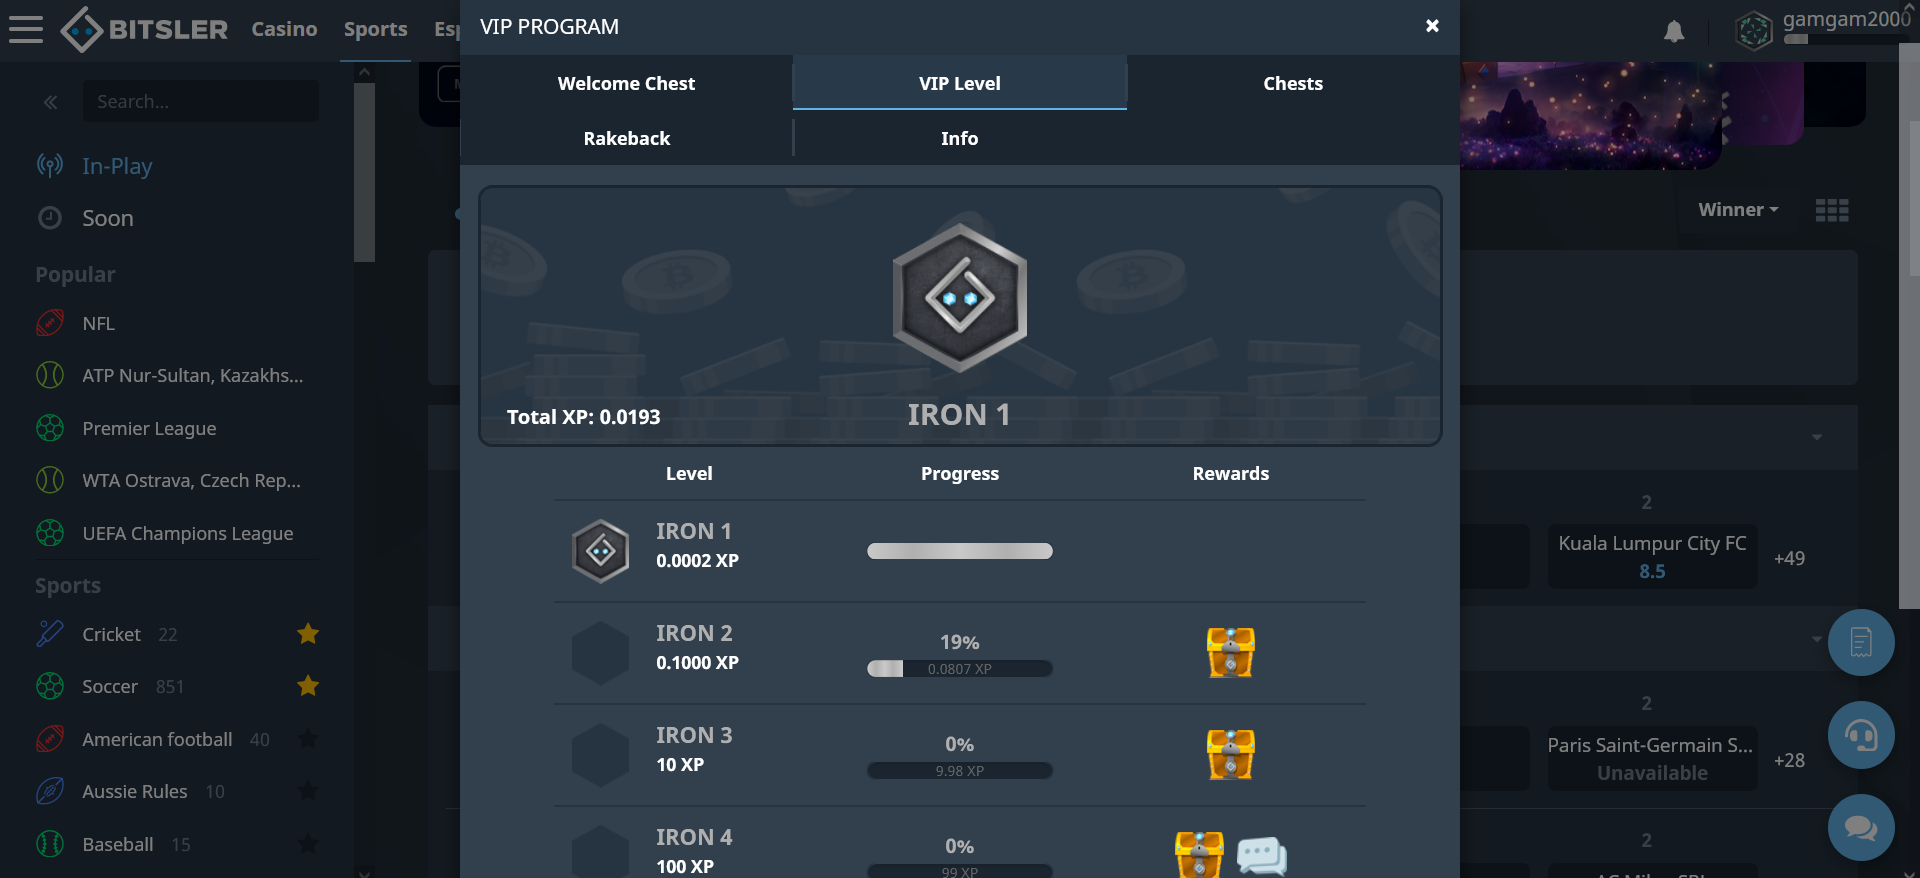 BITSLER
Casino
Sports
VIP PROGRAM
gamgam2000
Welcome Chest
VIP Level
Chests
Rakeback
Info
Search...
In-Play
Soon
Popular
NFL
ATP Nur-Sultan, Kazakhs...
Premier League
WTA Ostrava, Czech Rep...
UEFA Champions League
Sports
Cricket 22
Soccer 851
American football 40
Aussie Rules 10
Baseball 15
Total XP: 0.0193
IRON 1
Level
Progress
Rewards
IRON 1
0.0002 XP
IRON 2
0.1000 XP
19%
0.0807 XP
IRON 3
10 XP
0%
9.98 XP
IRON 4
100 XP
0%
99 XP
Winner
2
Kuala Lumpur City FC
8.5
+49
2
Paris Saint-Germain S...
Unavailable
+28
2